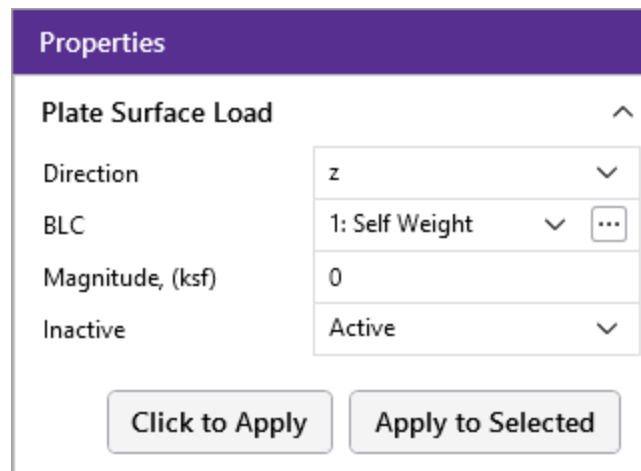 Properties
Plate Surface Load
Direction z
BLC 1: Self Weight ...
Magnitude, (ksf) 0
Inactive Active
Click to Apply Apply to Selected